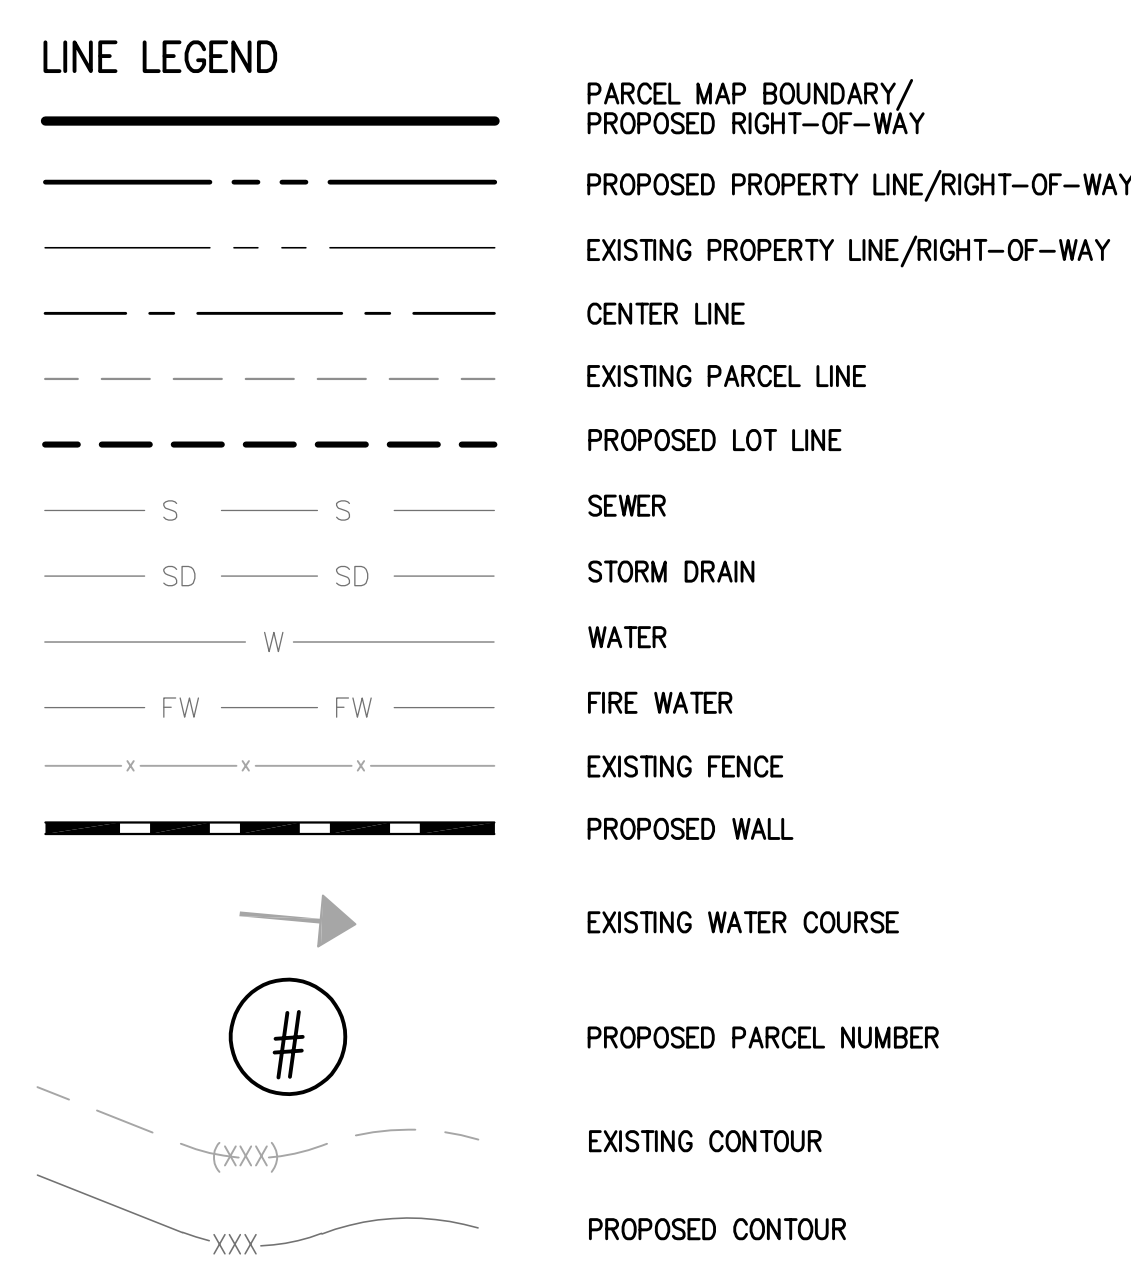 LINE LEGEND
PARCEL MAP BOUNDARY/
PROPOSED RIGHT-OF-WAY
PROPOSED PROPERTY LINE/RIGHT-OF-WAY
EXISTING PROPERTY LINE/RIGHT-OF-WAY
CENTER LINE
EXISTING PARCEL LINE
PROPOSED LOT LINE
S S SEWER
SD SD STORM DRAIN
W WATER
FW FW FIRE WATER
x x x EXISTING FENCE
PROPOSED WALL
EXISTING WATER COURSE
# PROPOSED PARCEL NUMBER
(XXX) EXISTING CONTOUR
XXX PROPOSED CONTOUR